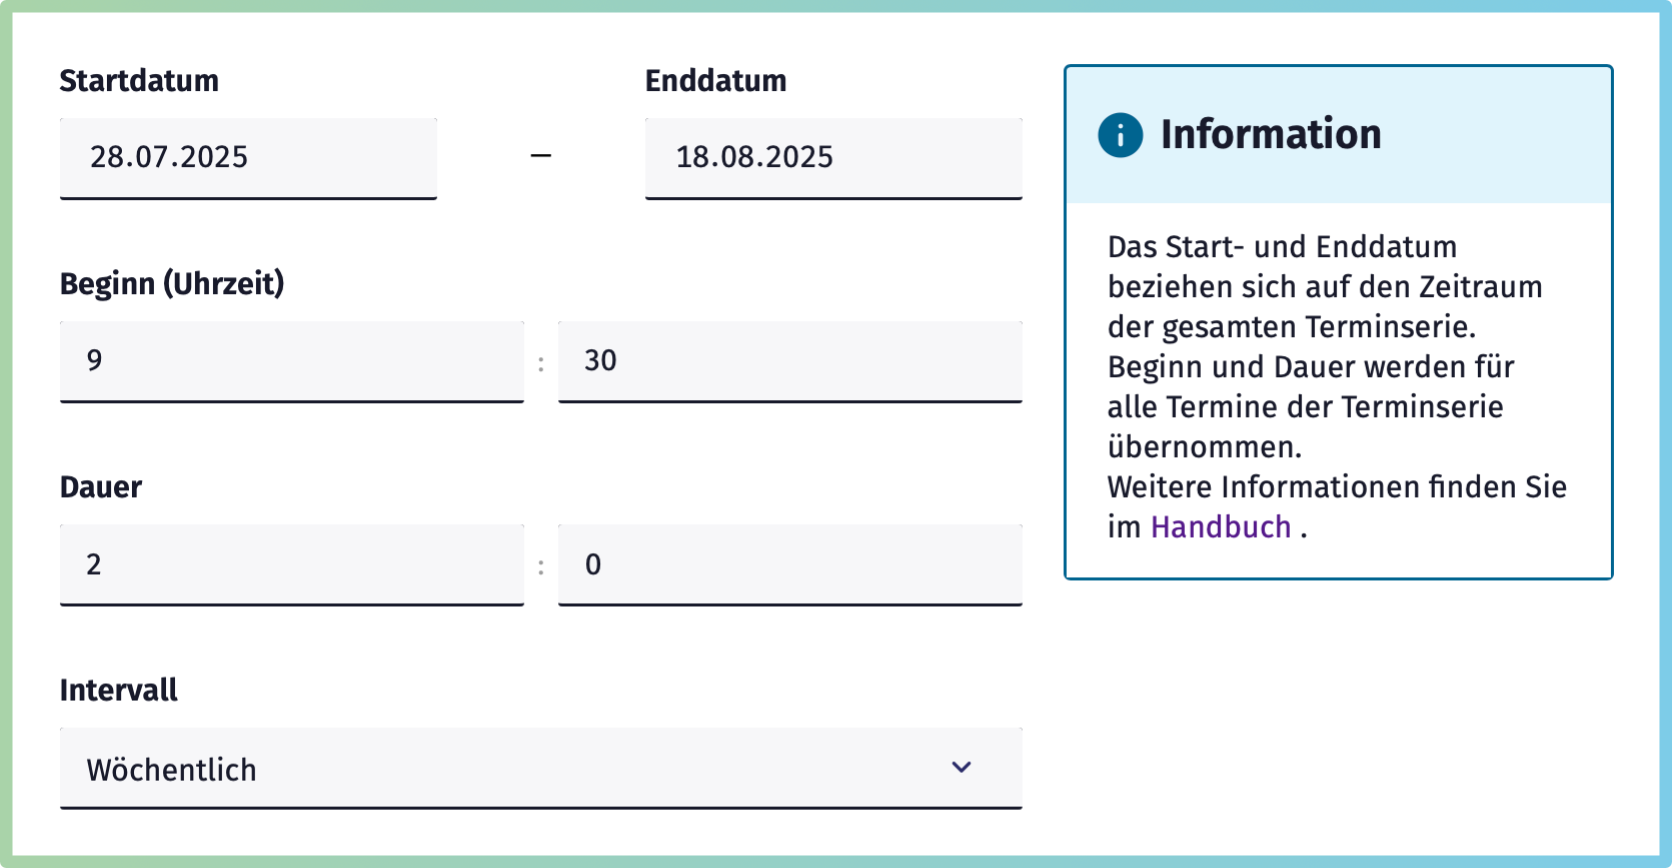 Startdatum
28.07.2025
–
Enddatum
18.08.2025
Beginn (Uhrzeit)
9 : 30
Dauer
2 : 0
Intervall
Wöchentlich
Information
Das Start- und Enddatum
beziehen sich auf den Zeitraum
der gesamten Terminserie.
Beginn und Dauer werden für
alle Termine der Terminserie
übernommen.
Weitere Informationen finden Sie
im Handbuch .